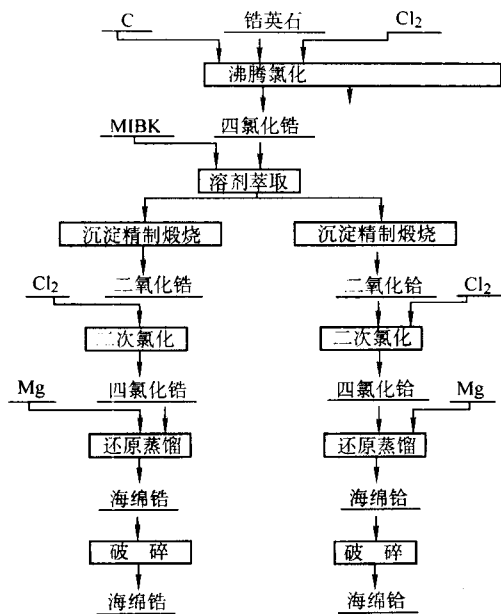 C 锆英石 Cl₂
沸腾氯化
MIBK 四氯化锆
溶剂萃取
沉淀精制煅烧 沉淀精制煅烧
Cl₂ 二氧化锆 二氧化铪 Cl₂
二次氯化 二次氯化
Mg 四氯化锆 四氯化铪 Mg
还原蒸馏 还原蒸馏
海绵锆 海绵铪
破碎 破碎
海绵锆 海绵铪